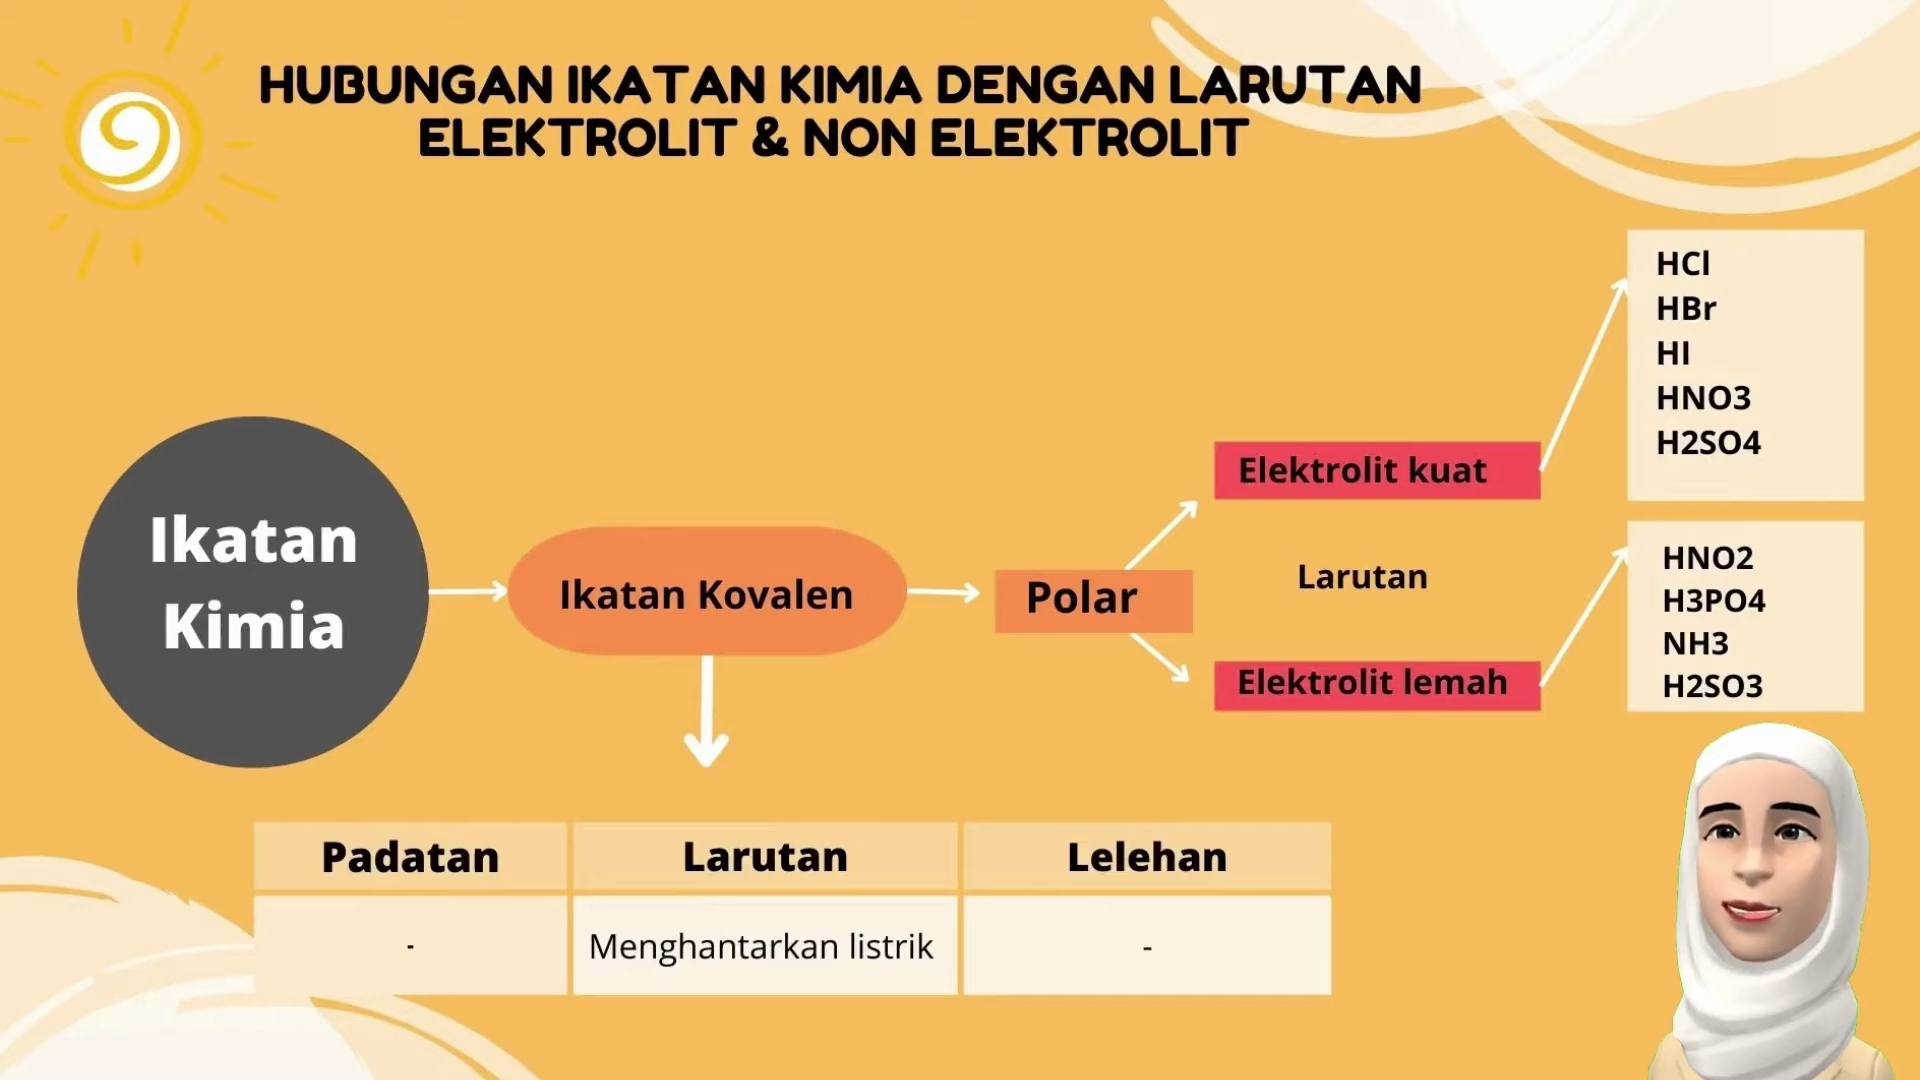 HUBUNGAN IKATAN KIMIA DENGAN LARUTAN
ELEKTROLIT & NON ELEKTROLIT
Ikatan
Kimia
Ikatan Kovalen
Polar
Elektrolit kuat
Larutan
Elektrolit lemah
HCl
HBr
HI
HNO3
H2SO4
HNO2
H3PO4
NH3
H2SO3
Padatan Larutan Lelehan
- Menghantarkan listrik -